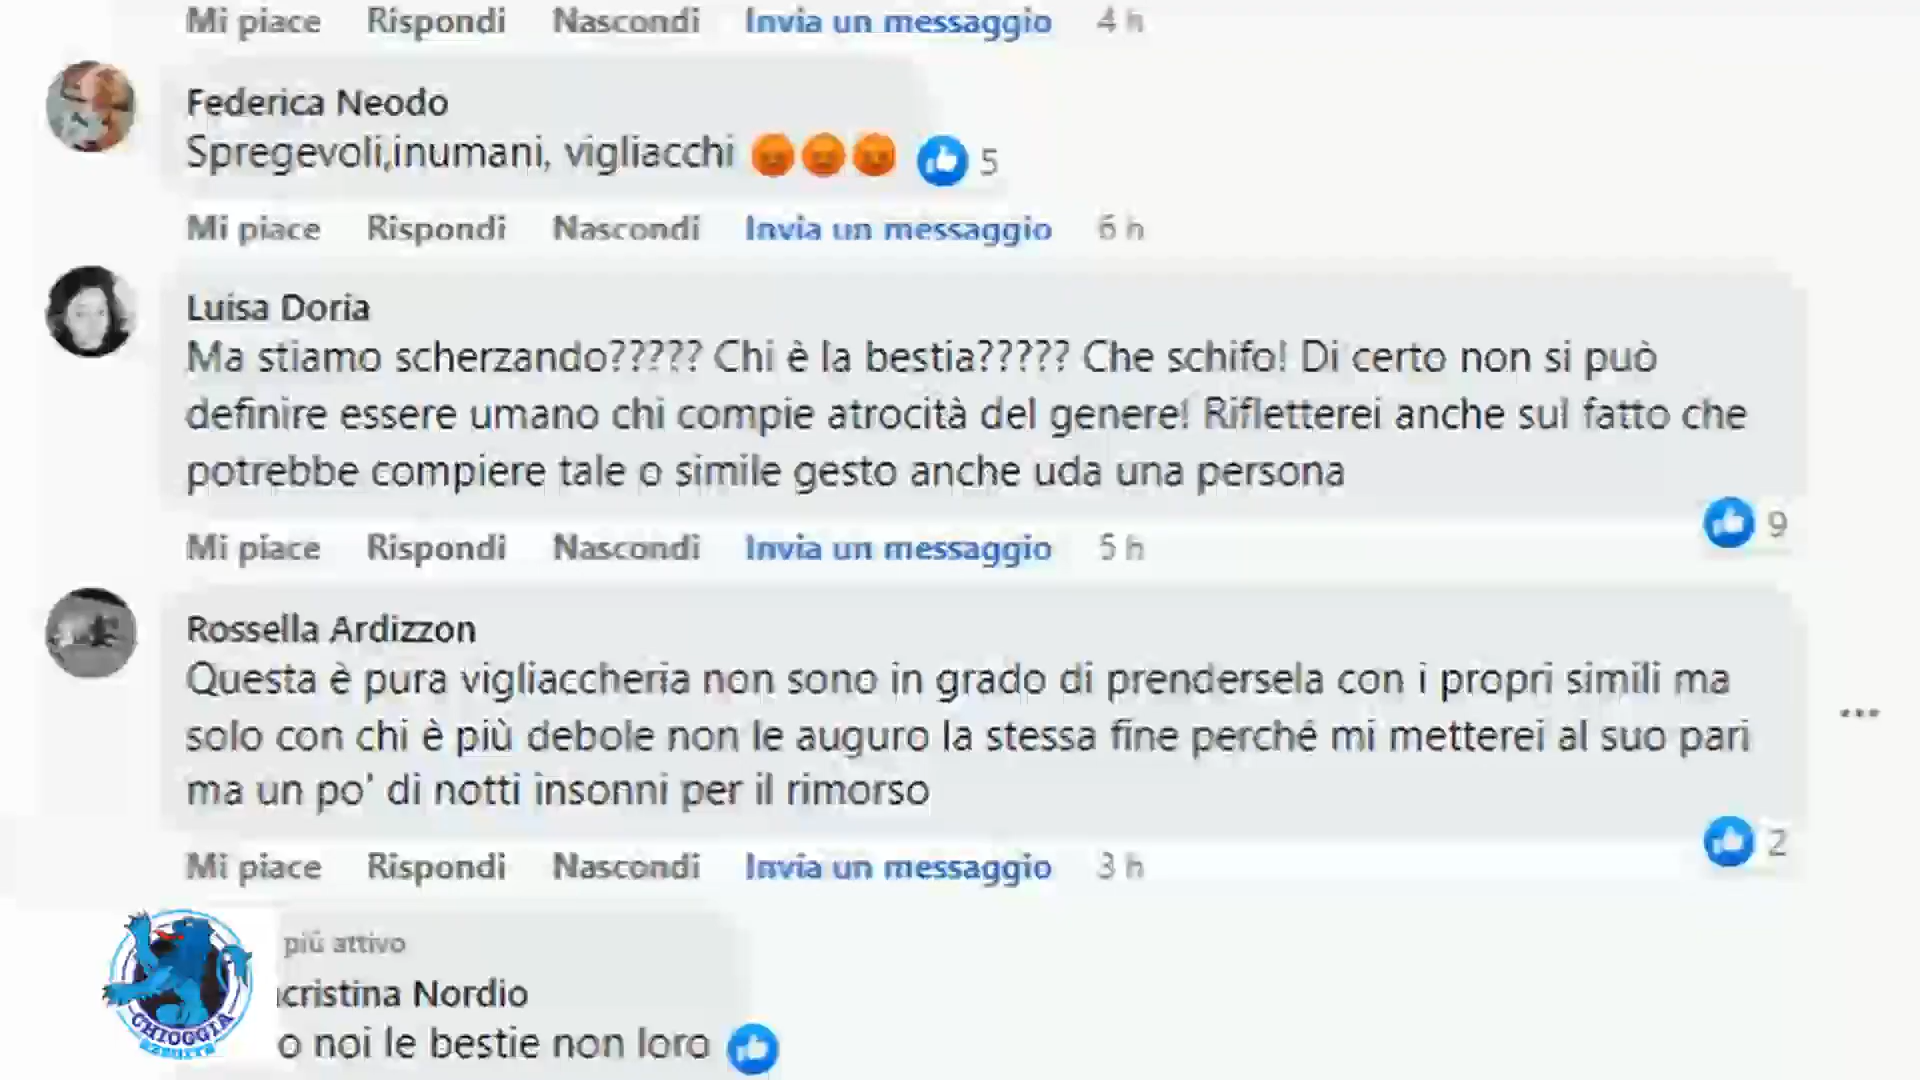 Mi piace Rispondi Nascondi Invia un messaggio 4 h
Federica Neodo
Spregevoli,inumani, vigliacchi 5
Mi piace Rispondi Nascondi Invia un messaggio 6 h
Luisa Doria
Ma stiamo scherzando????? Chi è la bestia????? Che schifo! Di certo non si può
definire essere umano chi compie atrocità del genere! Rifletterei anche sul fatto che
potrebbe compiere tale o simile gesto anche uda una persona
9
Mi piace Rispondi Nascondi Invia un messaggio 5 h
Rossella Ardizzon
Questa è pura vigliaccheria non sono in grado di prendersela con i propri simili ma
solo con chi è più debole non le auguro la stessa fine perché mi metterei al suo pari
ma un po' di notti insonni per il rimorso
2
Mi piace Rispondi Nascondi Invia un messaggio 3 h
più attivo
cristina Nordio
o noi le bestie non loro
CHIOGGIA
azzurra